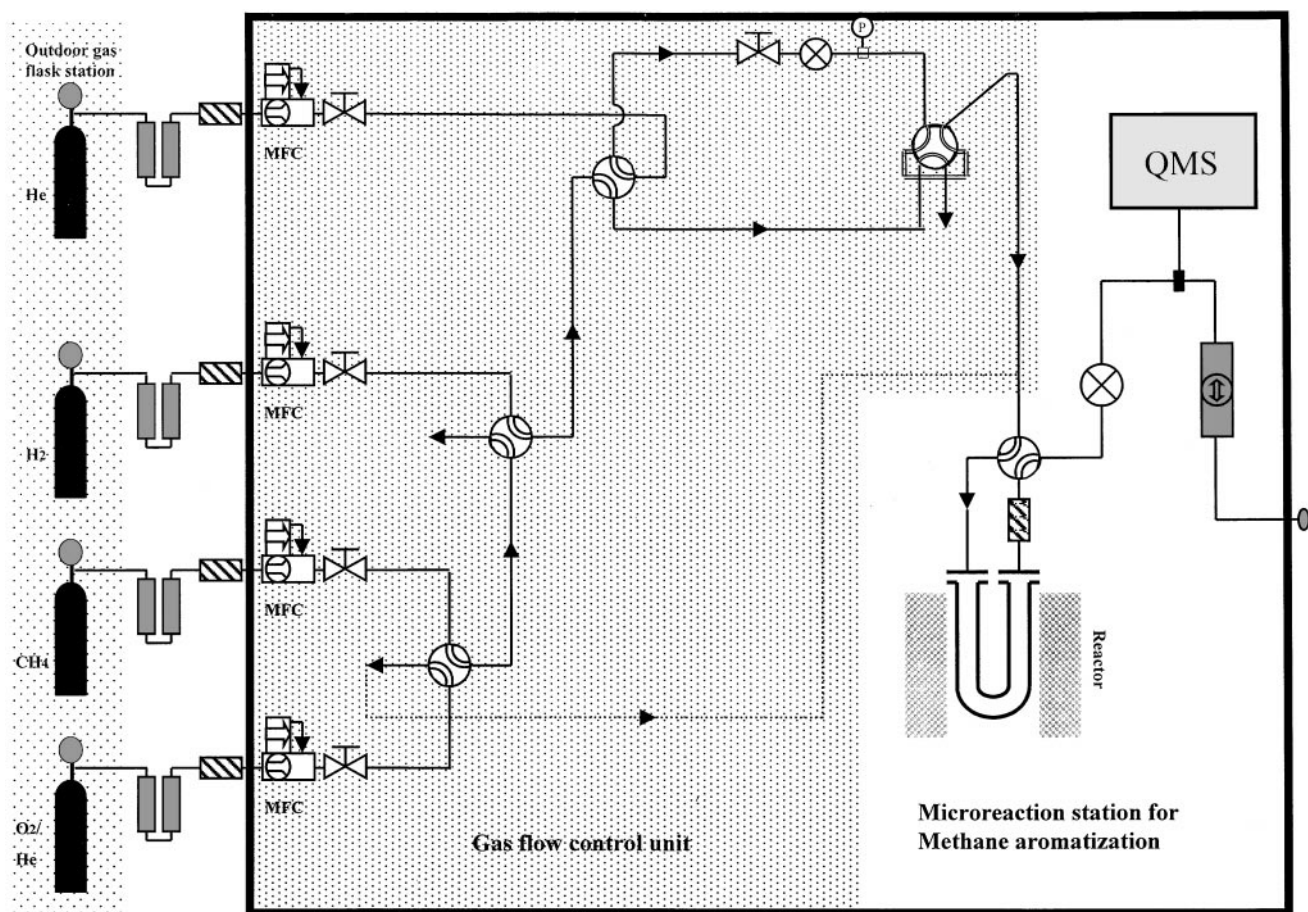 Outdoor gas
flask station
P
MFC
He
QMS
MFC
H2
MFC
CH4
Reactor
MFC
O2/
He
Gas flow control unit
Microreaction station for
Methane aromatization